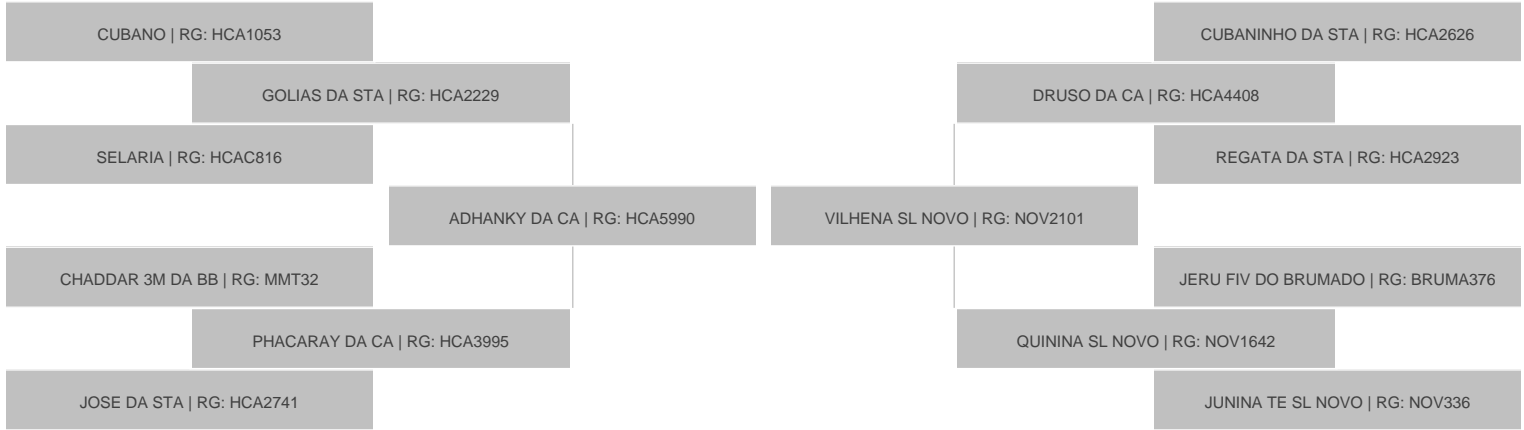 CUBANO | RG: HCA1053
CUBANINHO DA STA | RG: HCA2626
GOLIAS DA STA | RG: HCA2229
DRUSO DA CA | RG: HCA4408
SELARIA | RG: HCAC816
REGATA DA STA | RG: HCA2923
ADHANKY DA CA | RG: HCA5990
VILHENA SL NOVO | RG: NOV2101
CHADDAR 3M DA BB | RG: MMT32
JERU FIV DO BRUMADO | RG: BRUMA376
PHACARAY DA CA | RG: HCA3995
QUININA SL NOVO | RG: NOV1642
JOSE DA STA | RG: HCA2741
JUNINA TE SL NOVO | RG: NOV336